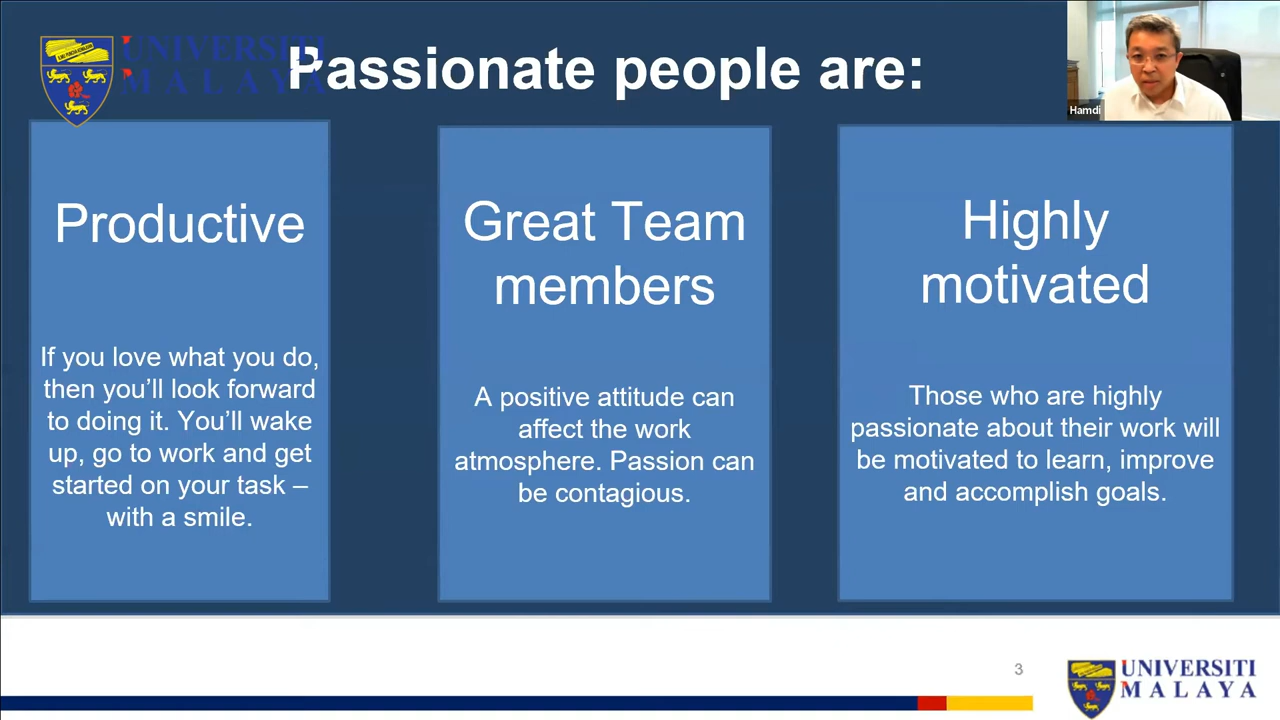 UNIVERSITI
MALAYA
Passionate people are:
Hamdi
Productive
If you love what you do,
then you’ll look forward
to doing it. You’ll wake
up, go to work and get
started on your task –
with a smile.
Great Team
members
A positive attitude can
affect the work
atmosphere. Passion can
be contagious.
Highly
motivated
Those who are highly
passionate about their work will
be motivated to learn, improve
and accomplish goals.
3
UNIVERSITI
MALAYA